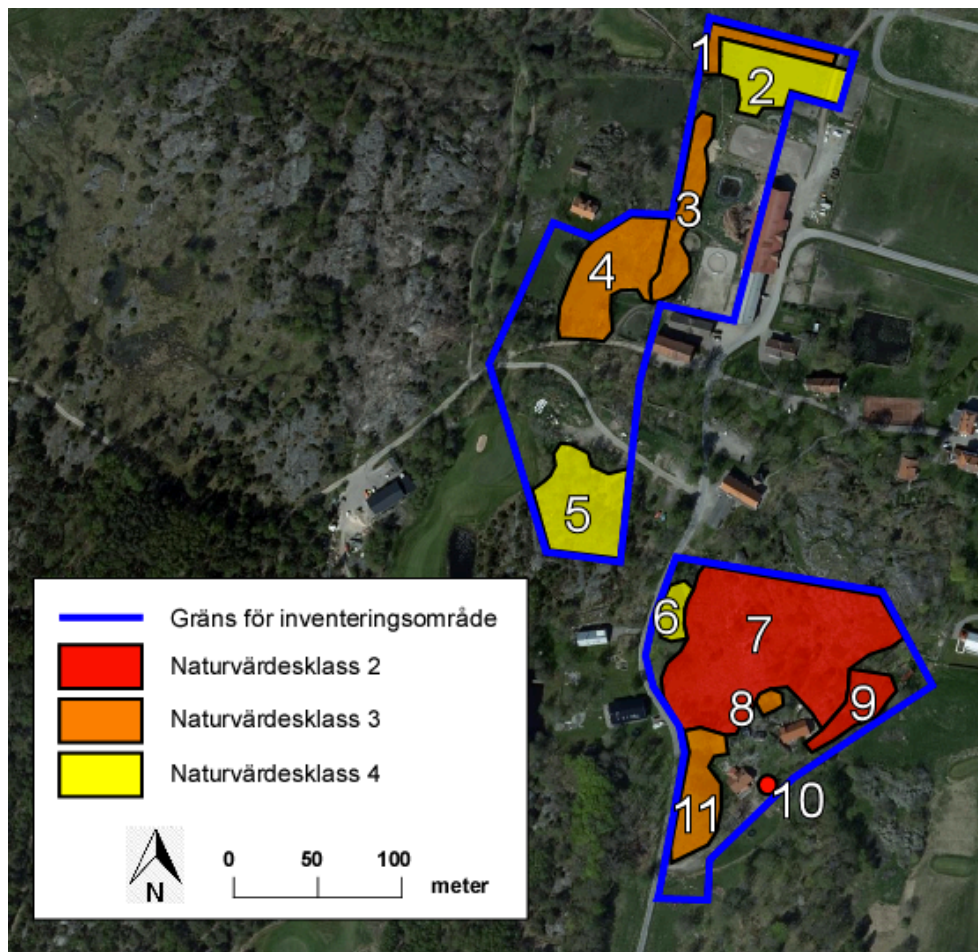 1
2
3
4
5
6
7
8
9
10
11
Gräns för inventeringsområde
Naturvärdesklass 2
Naturvärdesklass 3
Naturvärdesklass 4
N
0 50 100
meter